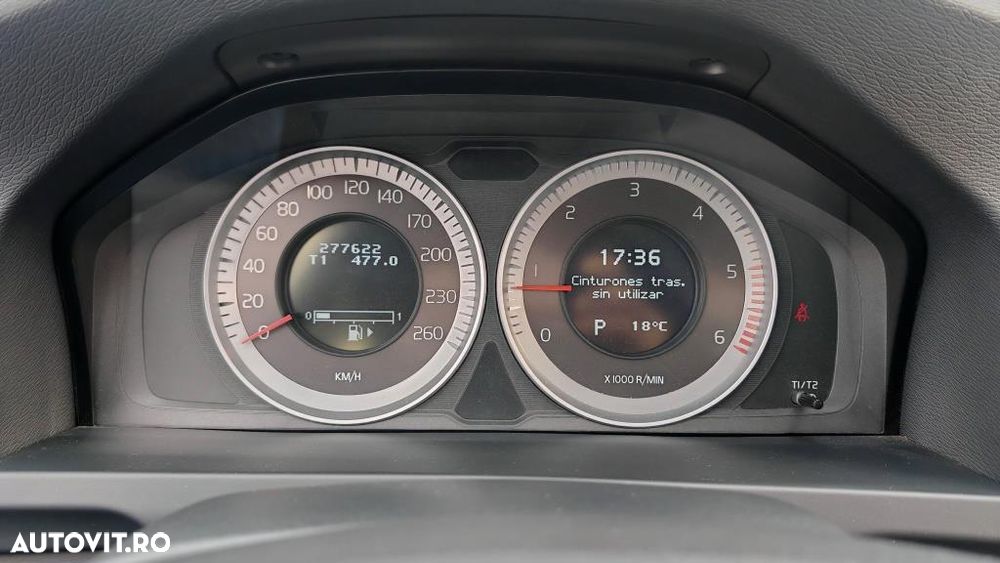 0
20
40
60
80
100
120
140
170
200
230
260
277622
T1 477.0
0 1
KM/H
0
1
2
3
4
5
6
17:36
Cinturones tras.
sin utilizar
P 18°C
X1000 R/MIN
T1/T2
AUTOVIT.RO